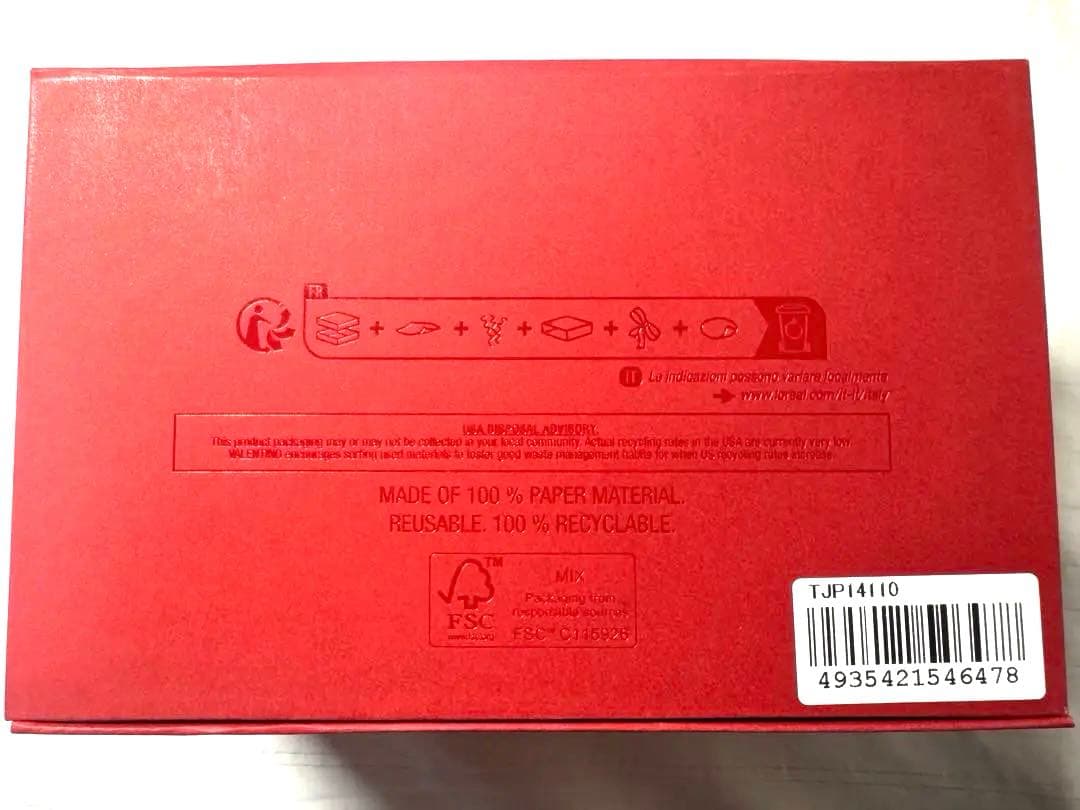 FR
IT Le indicazioni possono variare localmente
www.loreal.com/it-it/italy
USA DISPOSAL ADVISORY.
This product packaging may or may not be collected in your local community. Actual recycling rates in the USA are currently very low.
VALENTINO encourages sorting used materials to foster good waste management habits for when US recycling rates increase.
MADE OF 100 % PAPER MATERIAL.
REUSABLE. 100 % RECYCLABLE.
TM
FSC
www.fsc.org
MIX
Packaging from
responsible sources
FSC™ C115926
TJP14110
4935421546478